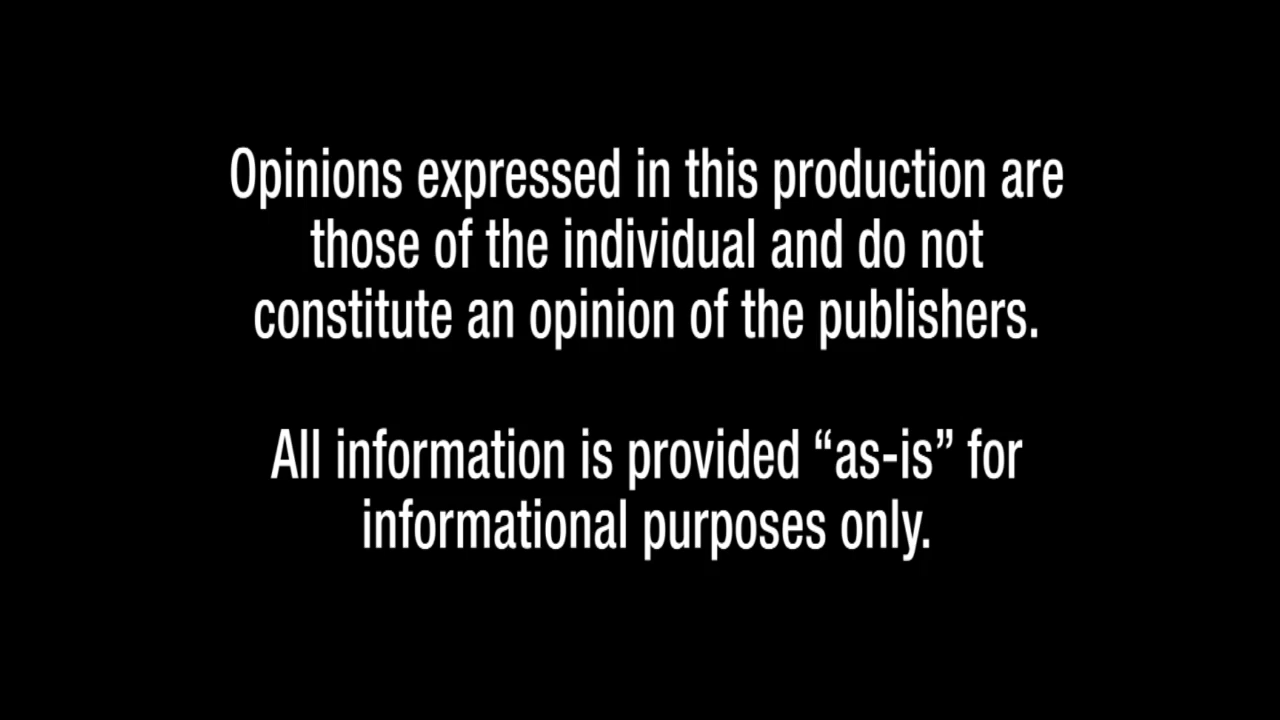 Opinions expressed in this production are
those of the individual and do not
constitute an opinion of the publishers.
All information is provided “as-is” for
informational purposes only.